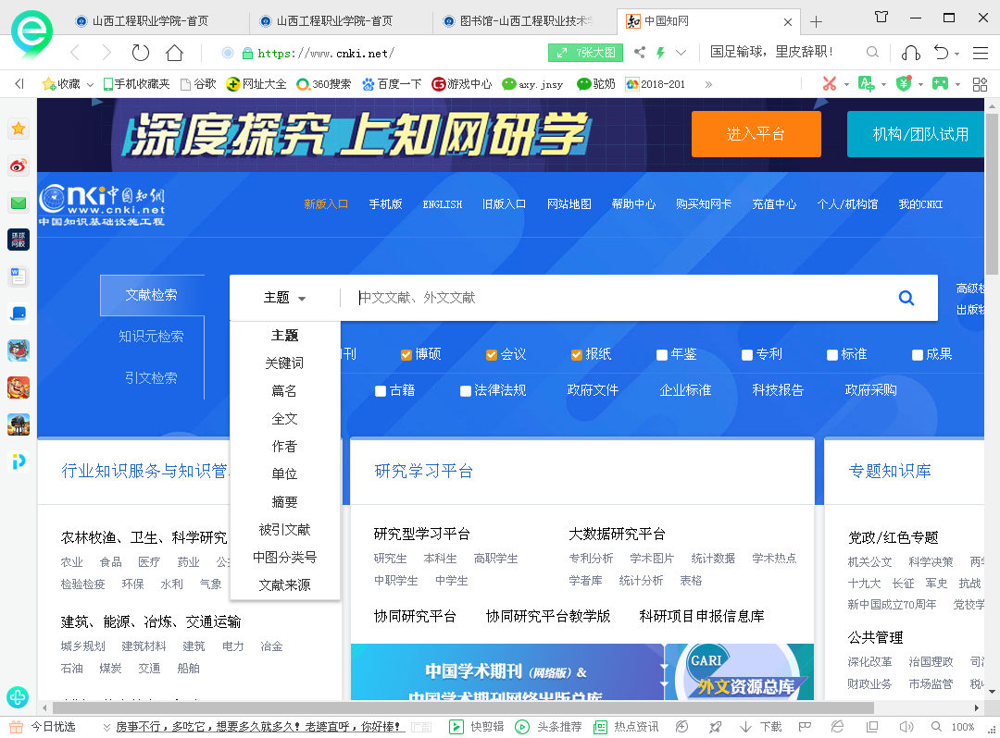 山西工程职业学院-首页
山西工程职业学院-首页
图书馆-山西工程职业技术学
中国知网
https://www.cnki.net/
7张大图
国足输球，里皮辞职！
收藏
手机收藏夹
谷歌
网址大全
360搜索
百度一下
游戏中心
axy.jnsy
驼奶
2018-201
深度探究 上知网研学
进入平台
机构/团队试用
cnki中国知网
www.cnki.net
中国知识基础设施工程
新版入口 手机版 ENGLISH 旧版入口 网站地图 帮助中心 购买知网卡 充值中心 个人/机构馆 我的CNKI
文献检索
知识元检索
引文检索
主题
中文文献、外文文献
高级检
出版物
主题
关键词
篇名
全文
作者
单位
摘要
被引文献
中图分类号
文献来源
刊 博硕 会议 报纸 年鉴 专利 标准 成果
古籍 法律法规 政府文件 企业标准 科技报告 政府采购
行业知识服务与知识管
农林牧渔、卫生、科学研究
农业 食品 医疗 药业 公
检验检疫 环保 水利 气象
建筑、能源、冶炼、交通运输
城乡规划 建筑材料 建筑 电力 冶金
石油 煤炭 交通 船舶
研究学习平台
研究型学习平台
研究生 本科生 高职学生
中职学生 中学生
大数据研究平台
专利分析 学术图片 统计数据 学术热点
学者库 统计分析 表格
协同研究平台 协同研究平台教学版 科研项目申报信息库
中国学术期刊（网络版）&
中国学术期刊网络出版总库
GARI
外文资源总库
专题知识库
党政/红色专题
机关公文 科学决策 两
十九大 长征 军史 抗战
新中国成立70周年 党校学
公共管理
深化改革 治国理政 司
财政业务 市场监管 税
今日优选
房事不行，多吃它，想要多久就多久！老婆直呼，你好棒！
广告
快剪辑
头条推荐
热点资讯
下载
100%